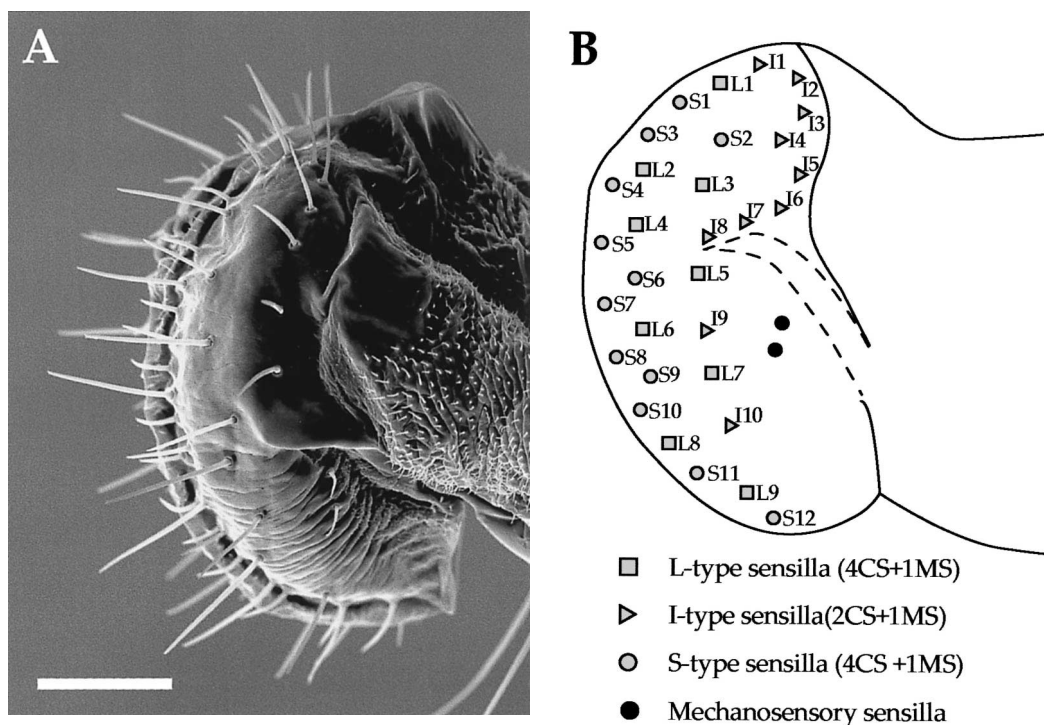 A
B
I1
L1
I2
S1
I3
S3
S2
I4
L2
I5
S4
L3
I6
L4
I7
I8
S5
L5
S6
S7
L6
I9
S8
S9
L7
S10
I10
L8
S11
L9
S12
L-type sensilla (4CS+1MS)
I-type sensilla(2CS+1MS)
S-type sensilla (4CS +1MS)
Mechanosensory sensilla